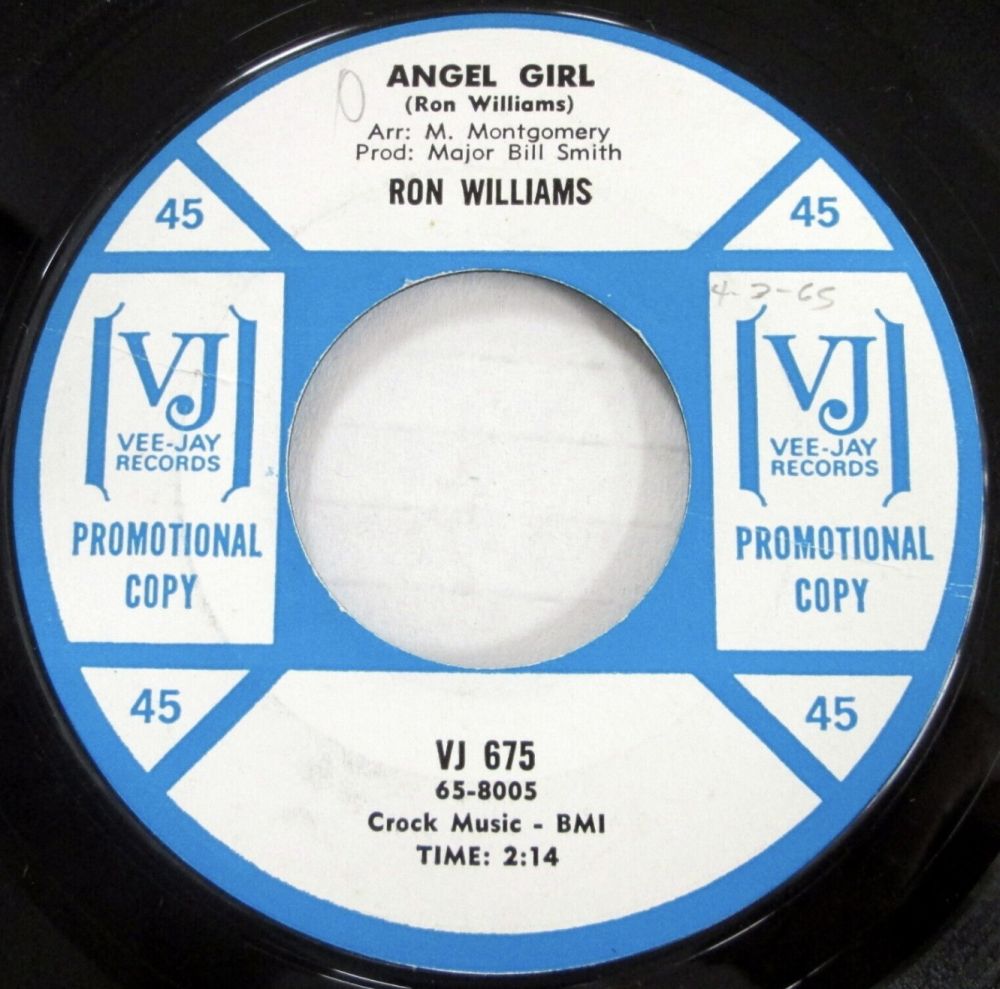 ANGEL GIRL
(Ron Williams)
Arr: M. Montgomery
Prod: Major Bill Smith
RON WILLIAMS
45
45
VJ
VEE-JAY
RECORDS
PROMOTIONAL
COPY
4-2-65
VJ
VEE-JAY
RECORDS
PROMOTIONAL
COPY
45
45
VJ 675
65-8005
Crock Music - BMI
TIME: 2:14